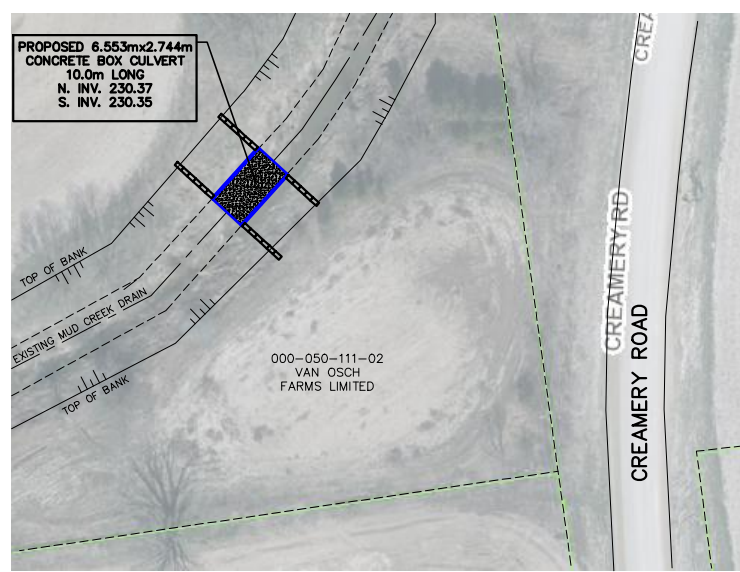 PROPOSED 6.553mx2.744m
CONCRETE BOX CULVERT
10.0m LONG
N. INV. 230.37
S. INV. 230.35
TOP OF BANK
EXISTING MUD CREEK DRAIN
TOP OF BANK
000-050-111-02
VAN OSCH
FARMS LIMITED
CREAMERY RD
CREAMERY ROAD